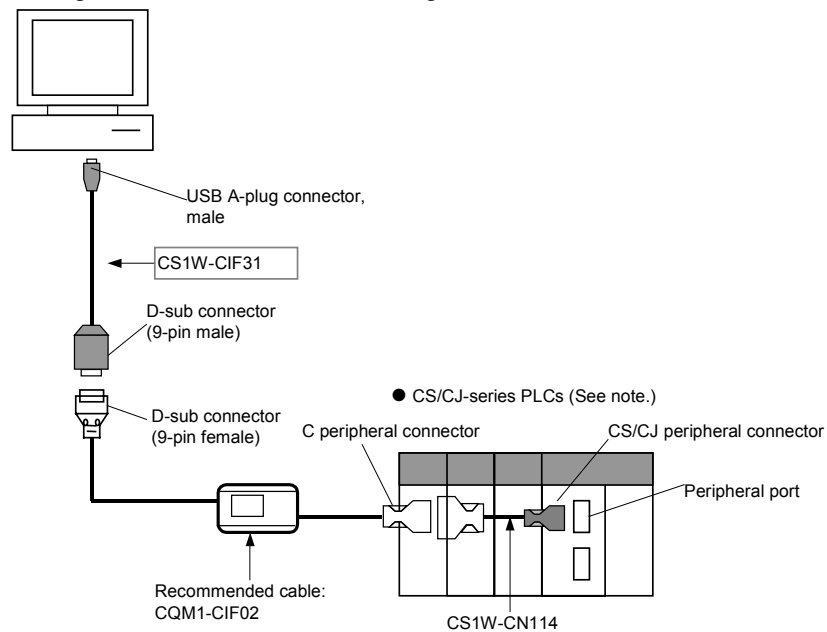 USB A-plug connector,
male
CS1W-CIF31
D-sub connector
(9-pin male)
● CS/CJ-series PLCs (See note.)
D-sub connector
(9-pin female)
C peripheral connector
CS/CJ peripheral connector
Peripheral port
Recommended cable:
CQM1-CIF02
CS1W-CN114